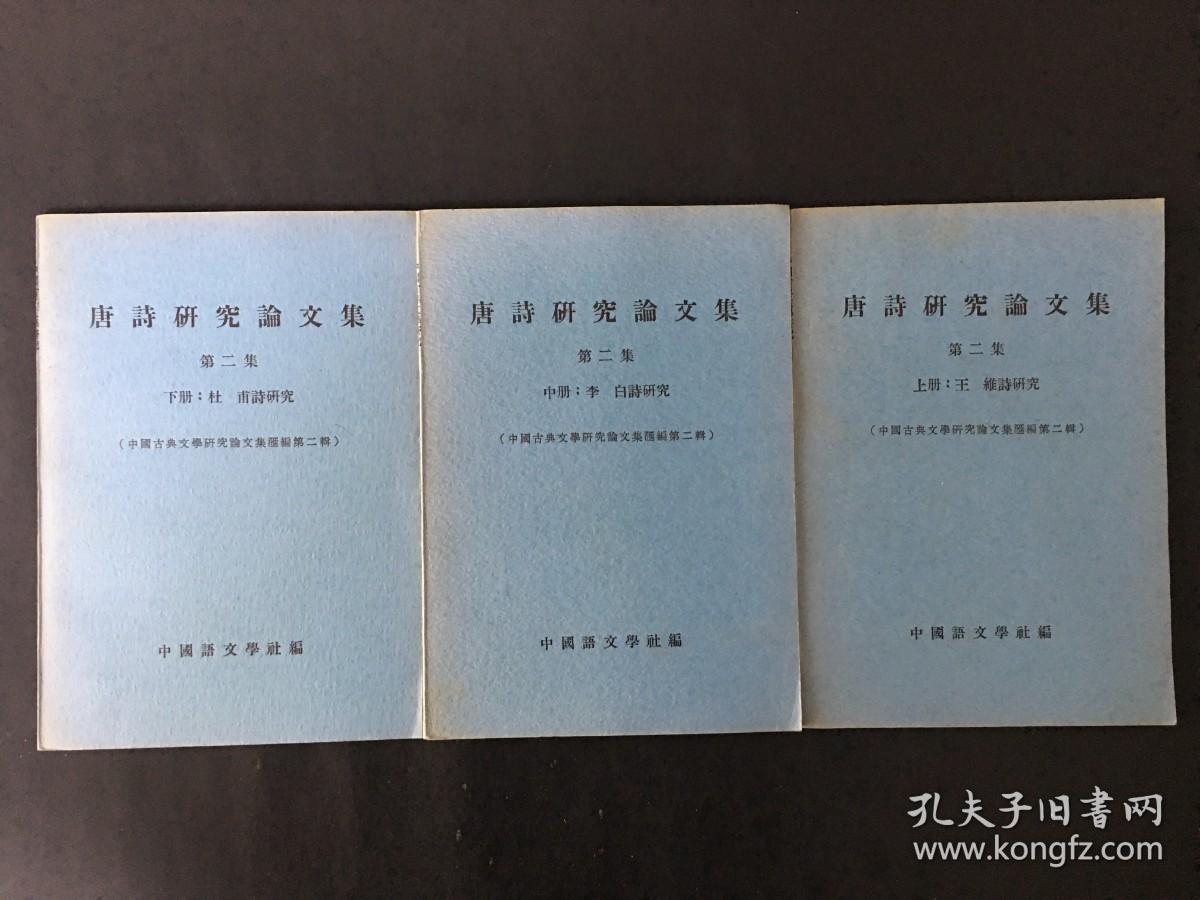 唐詩研究論文集
第二集
下册：杜 甫詩研究
（中國古典文學研究論文集滙編第二輯）
中國語文學社編
唐詩研究論文集
第二集
中册：李 白詩研究
（中國古典文學研究論文集滙編第二輯）
中國語文學社編
唐詩研究論文集
第二集
上册：王 維詩研究
（中國古典文學研究論文集滙編第二輯）
中國語文學社編
孔夫子旧书网
www.kongfz.com